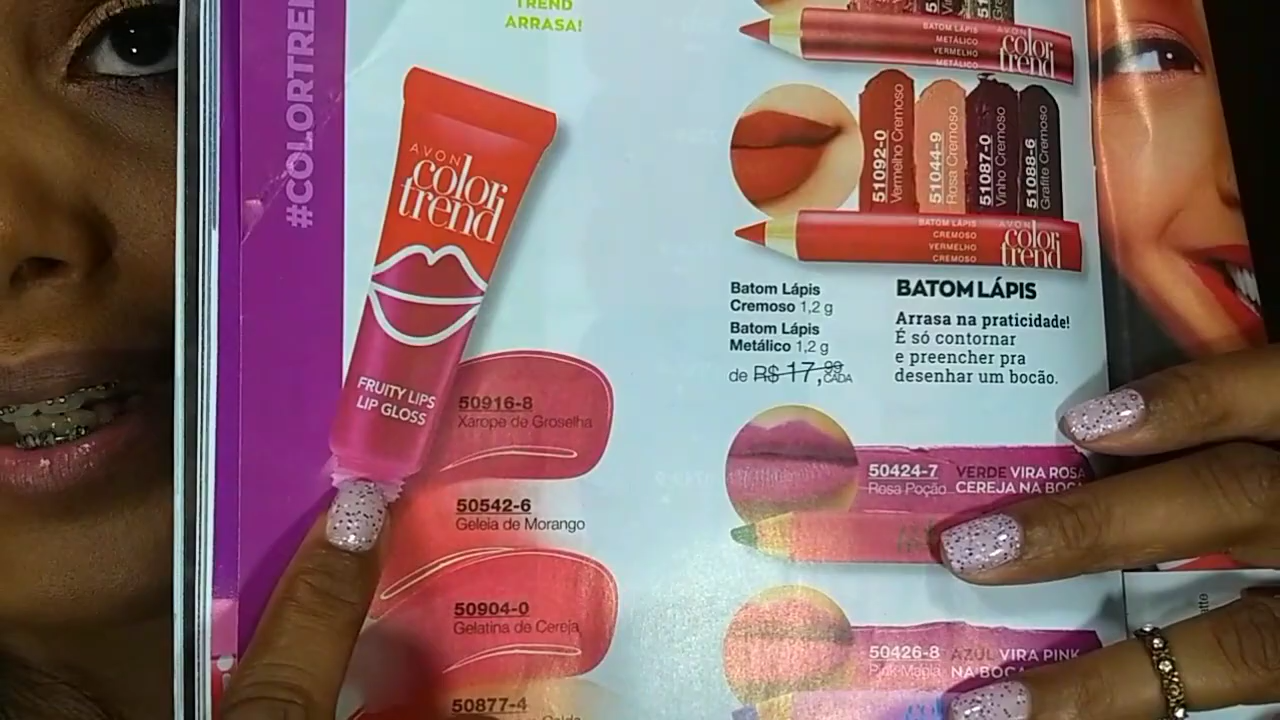 #COLORTREN
TREND
ARRASA!
AVON
color
trend
FRUITY LIPS
LIP GLOSS
50916-8
Xarope de Groselha
50542-6
Geleia de Morango
50904-0
Gelatina de Cereja
50877-4
BATOM LÁPIS
METÁLICO
VERMELHO
METÁLICO
AVON
color
trend
51092-0
Vermelho Cremoso
51044-9
Rosa Cremoso
51087-0
Vinho Cremoso
51088-6
Grafite Cremoso
BATOM LÁPIS
CREMOSO
VERMELHO
CREMOSO
AVON
color
trend
Batom Lápis
Cremoso 1,2 g
Batom Lápis
Metálico 1,2 g
de R$ 17,99 CADA
BATOM LÁPIS
Arrasa na praticidade!
É só contornar
e preencher pra
desenhar um bocão.
50424-7
Rosa Poção
VERDE VIRA ROSA
CEREJA NA BOCA
50426-8
Pink Magia
AZUL VIRA PINK
NA BOCA